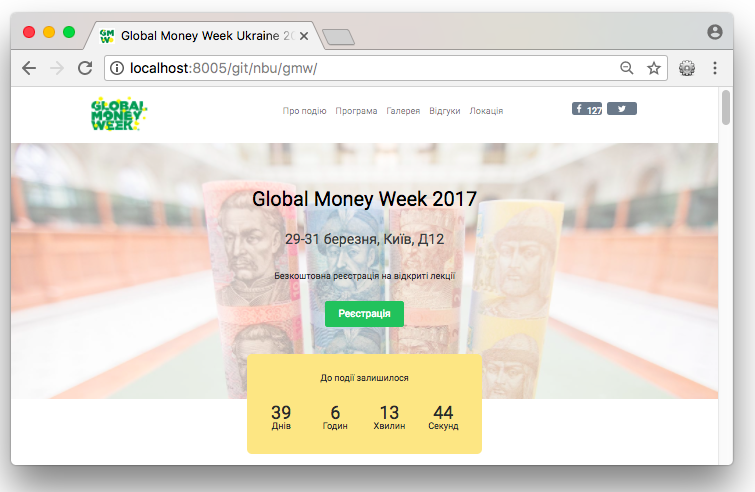 GM
W
Global Money Week Ukraine 20
localhost:8005/git/nbu/gmw/
GLOBAL
MONEY
WEEK
Про подію Програма Галерея Відгуки Локація
127
Global Money Week 2017
29-31 березня, Київ, Д12
Безкоштовна реєстрація на відкриті лекції
Реєстрація
До події залишилося
39 6 13 44
Днів Годин Хвилин Секунд